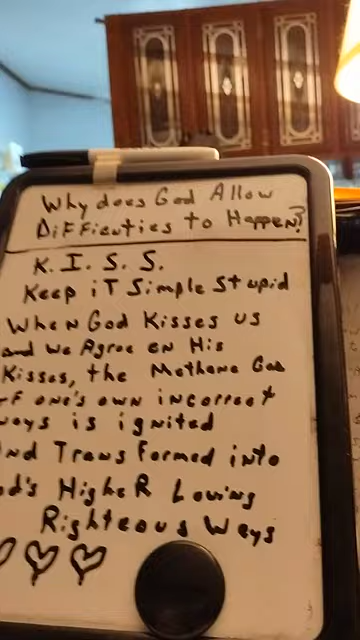 Why does God Allow
Difficuties to Happen?
K. I. S. S.
Keep iT Simple Stupid
When God Kisses us
and we Agree on His
Kisses, the Methane Gas
of one's own incorrect
ways is ignited
and Transformed into
God's Higher Loving
Righteous Ways